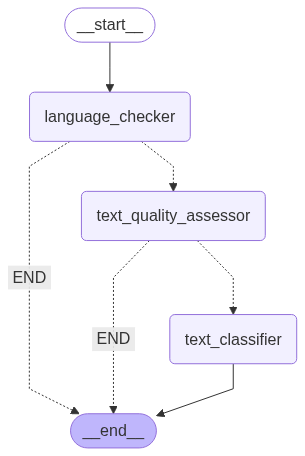 __start__
language_checker
text_quality_assessor
END
END
text_classifier
__end__